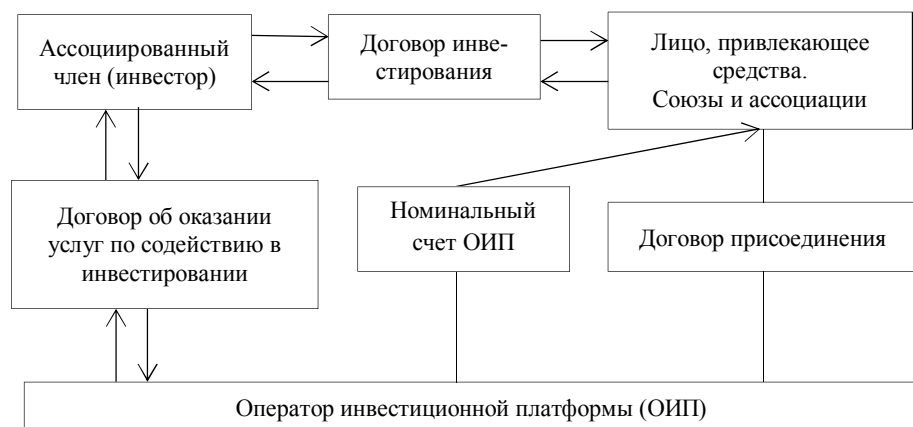 Ассоциированный
член (инвестор)
Договор инве-
стирования
Лицо, привлекающее
средства.
Союзы и ассоциации
Договор об оказании
услуг по содействию в
инвестировании
Номинальный
счет ОИП
Договор присоединения
Оператор инвестиционной платформы (ОИП)